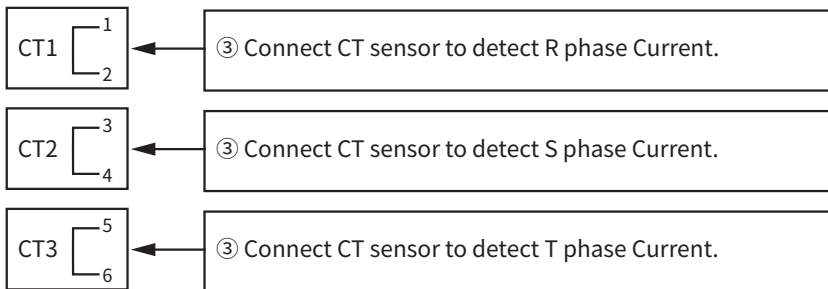 CT1 1 2 ③ Connect CT sensor to detect R phase Current.
CT2 3 4 ③ Connect CT sensor to detect S phase Current.
CT3 5 6 ③ Connect CT sensor to detect T phase Current.